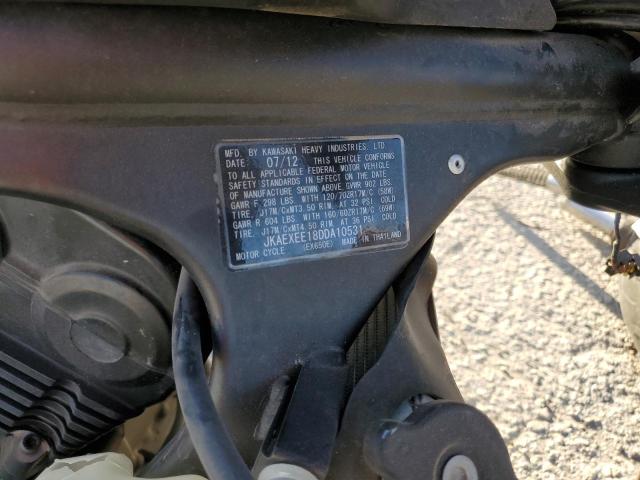 MFD. BY KAWASAKI HEAVY INDUSTRIES, LTD
DATE: 07/12 THIS VEHICLE CONFORMS
TO ALL APPLICABLE FEDERAL MOTOR VEHICLE
SAFETY STANDARDS IN EFFECT ON THE DATE
OF MANUFACTURE SHOWN ABOVE. GVWR 902 LBS.
GAWR F 298 LBS WITH 120/70ZR17M/C (58W)
TIRE, J17M/CxMT3.50 RIM, AT 32 PSI COLD
GAWR R 604 LBS WITH 160/60ZR17M/C (69W)
TIRE, J17M/CxMT4.50 RIM, AT 36 PSI COLD
JKAEXEE18DDA10531
MOTOR CYCLE (EX650E) MADE IN THAILAND